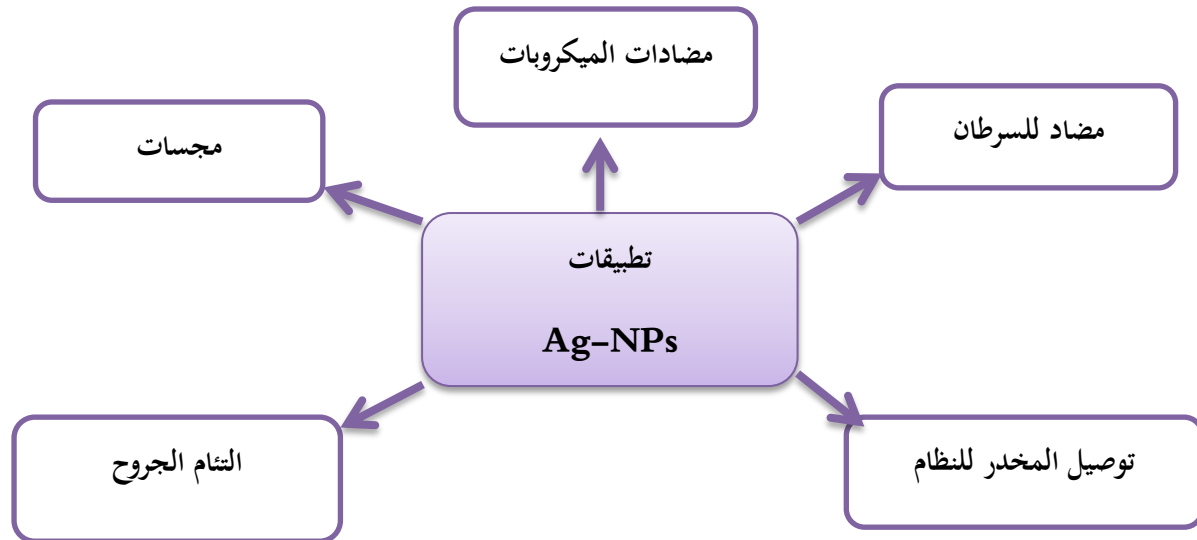 مضادات الميكروبات
مضاد للسرطان
مجسات
تطبيقات
Ag-NPs
توصيل المخدر للنظام
التئام الجروح